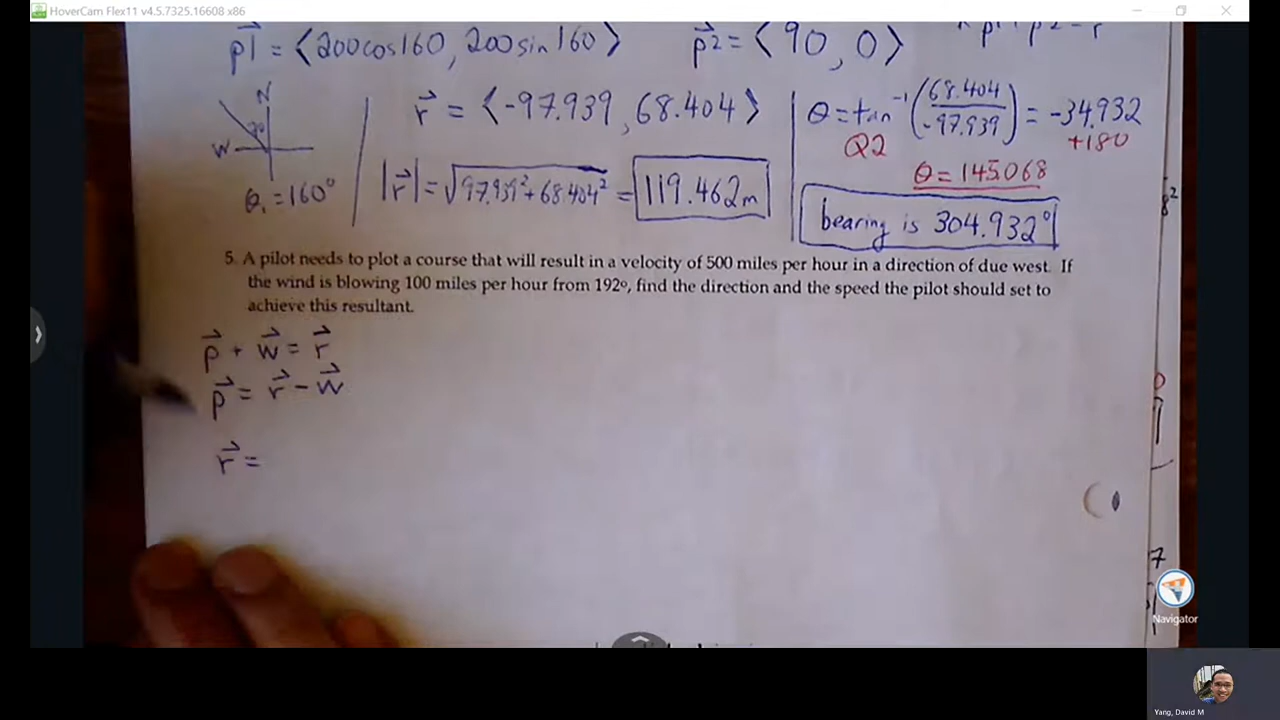 HoverCam Flex11 v4.5.7325.16608 x86
p⃗1 = ⟨200cos160, 200sin160⟩ p⃗2 = ⟨90, 0⟩
N
W
θ₁ = 160°
r⃗ = ⟨-97.939, 68.404⟩
|r⃗| = √97.939²+68.404² = 119.462m
θ = tan⁻¹(68.404/-97.939) = -34.932
Q2 +180
θ = 145.068
bearing is 304.932°
5. A pilot needs to plot a course that will result in a velocity of 500 miles per hour in a direction of due west. If
the wind is blowing 100 miles per hour from 192º, find the direction and the speed the pilot should set to
achieve this resultant.
p⃗ + w⃗ = r⃗
p⃗ = r⃗ - w⃗
r⃗ =
Navigator
Yang, David M